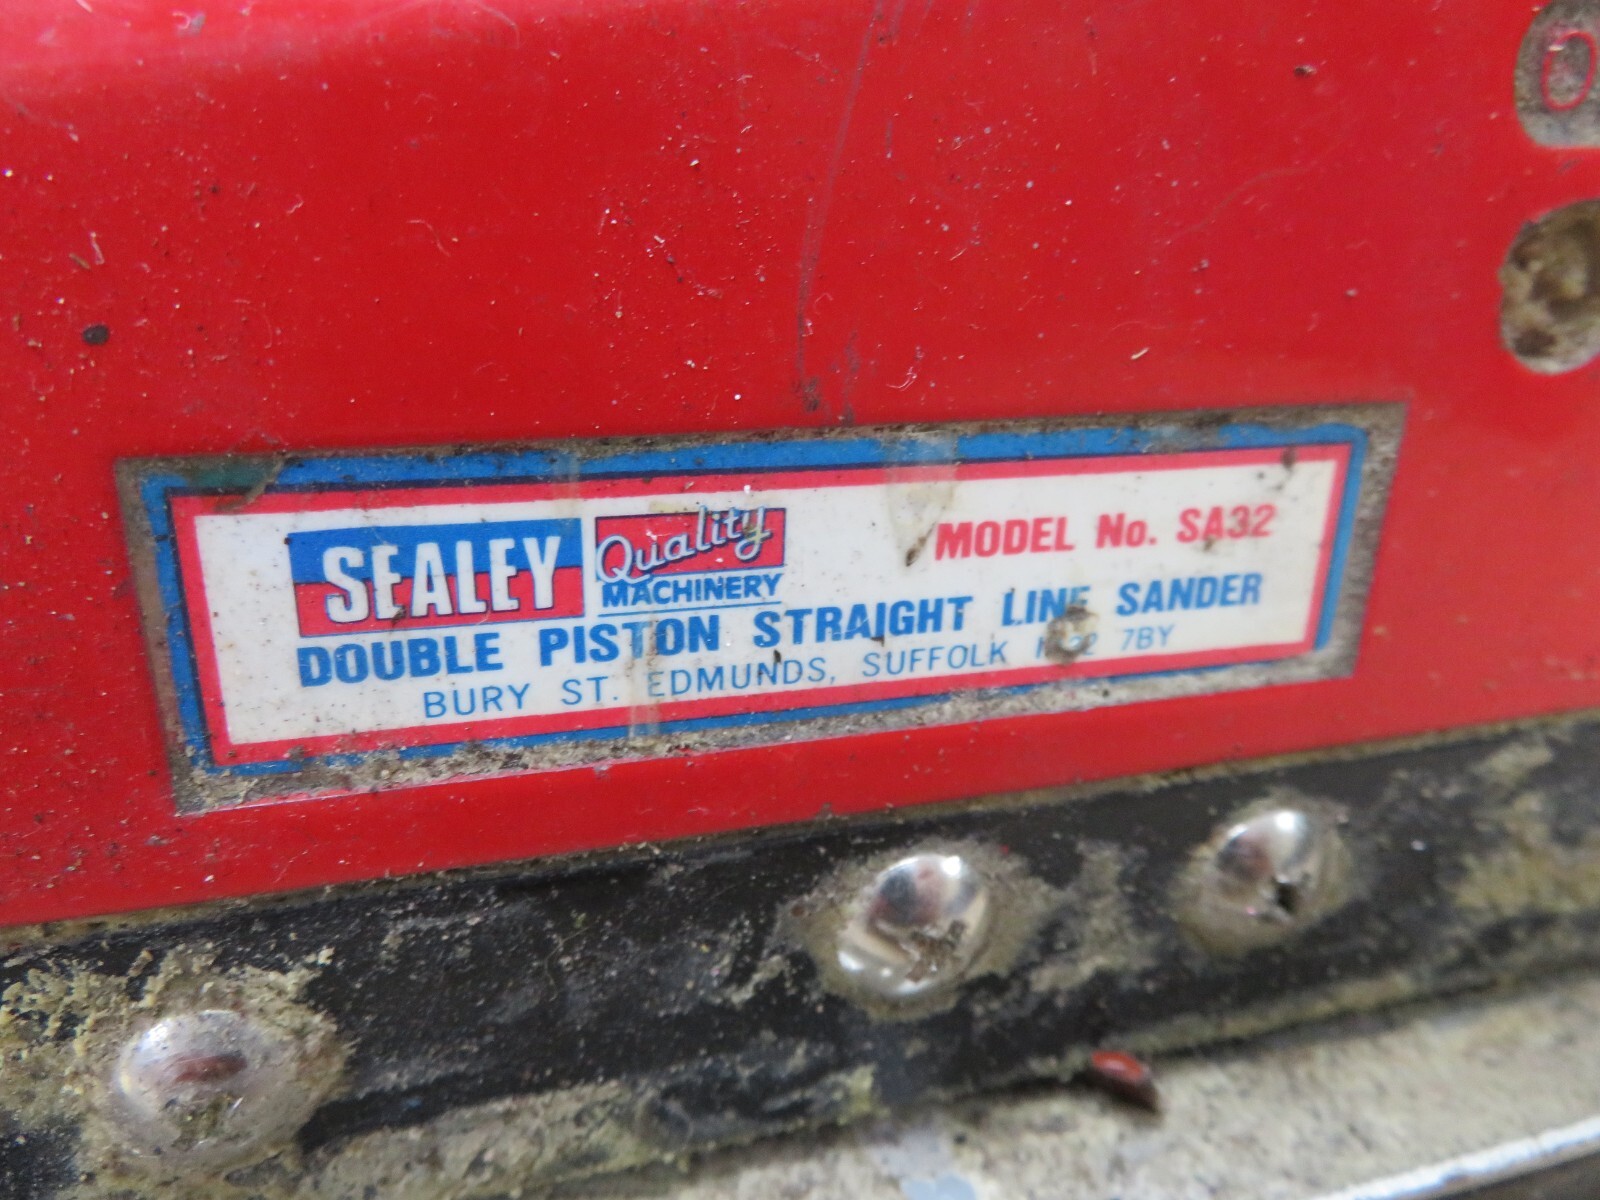 SEALEY Quality MACHINERY
MODEL No. SA32
DOUBLE PISTON STRAIGHT LINE SANDER
BURY ST. EDMUNDS, SUFFOLK 7BY